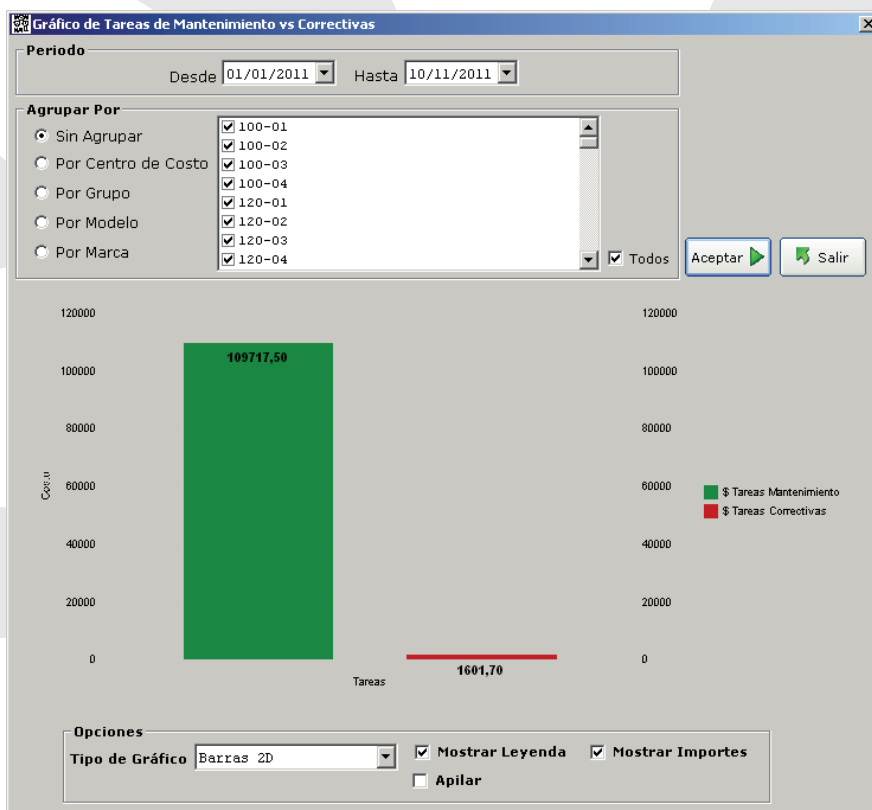 Gráfico de Tareas de Mantenimiento vs Correctivas
Periodo
Desde 01/01/2011 Hasta 10/11/2011
Agrupar Por
Sin Agrupar
Por Centro de Costo
Por Grupo
Por Modelo
Por Marca
100-01
100-02
100-03
100-04
120-01
120-02
120-03
120-04
Todos
Aceptar
Salir
120000
100000
80000
60000
40000
20000
0
109717,50
1601,70
Tareas
120000
100000
80000
60000
40000
20000
0
$ Tareas Mantenimiento
$ Tareas Correctivas
Opciones
Tipo de Gráfico Barras 2D
Mostrar Leyenda
Mostrar Importes
Apilar